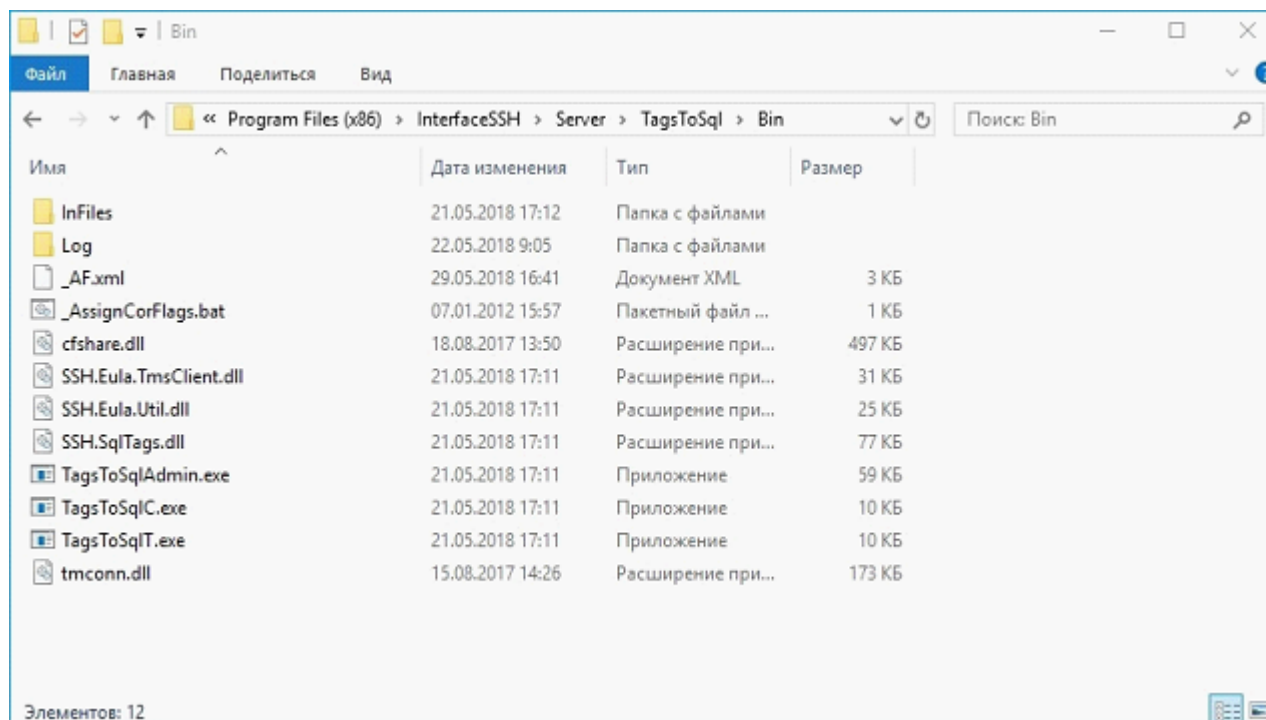 Bin
Файл Главная Поделиться Вид
« Program Files (x86) › InterfaceSSH › Server › TagsToSql › Bin Поиск: Bin
Имя Дата изменения Тип Размер
InFiles 21.05.2018 17:12 Папка с файлами
Log 22.05.2018 9:05 Папка с файлами
_AF.xml 29.05.2018 16:41 Документ XML 3 КБ
_AssignCorFlags.bat 07.01.2012 15:57 Пакетный файл ... 1 КБ
cfshare.dll 18.08.2017 13:50 Расширение при... 497 КБ
SSH.Eula.TmsClient.dll 21.05.2018 17:11 Расширение при... 31 КБ
SSH.Eula.Util.dll 21.05.2018 17:11 Расширение при... 25 КБ
SSH.SqlTags.dll 21.05.2018 17:11 Расширение при... 77 КБ
TagsToSqlAdmin.exe 21.05.2018 17:11 Приложение 59 КБ
TagsToSqlC.exe 21.05.2018 17:11 Приложение 10 КБ
TagsToSqlT.exe 21.05.2018 17:11 Приложение 10 КБ
tmconn.dll 15.08.2017 14:26 Расширение при... 173 КБ
Элементов: 12